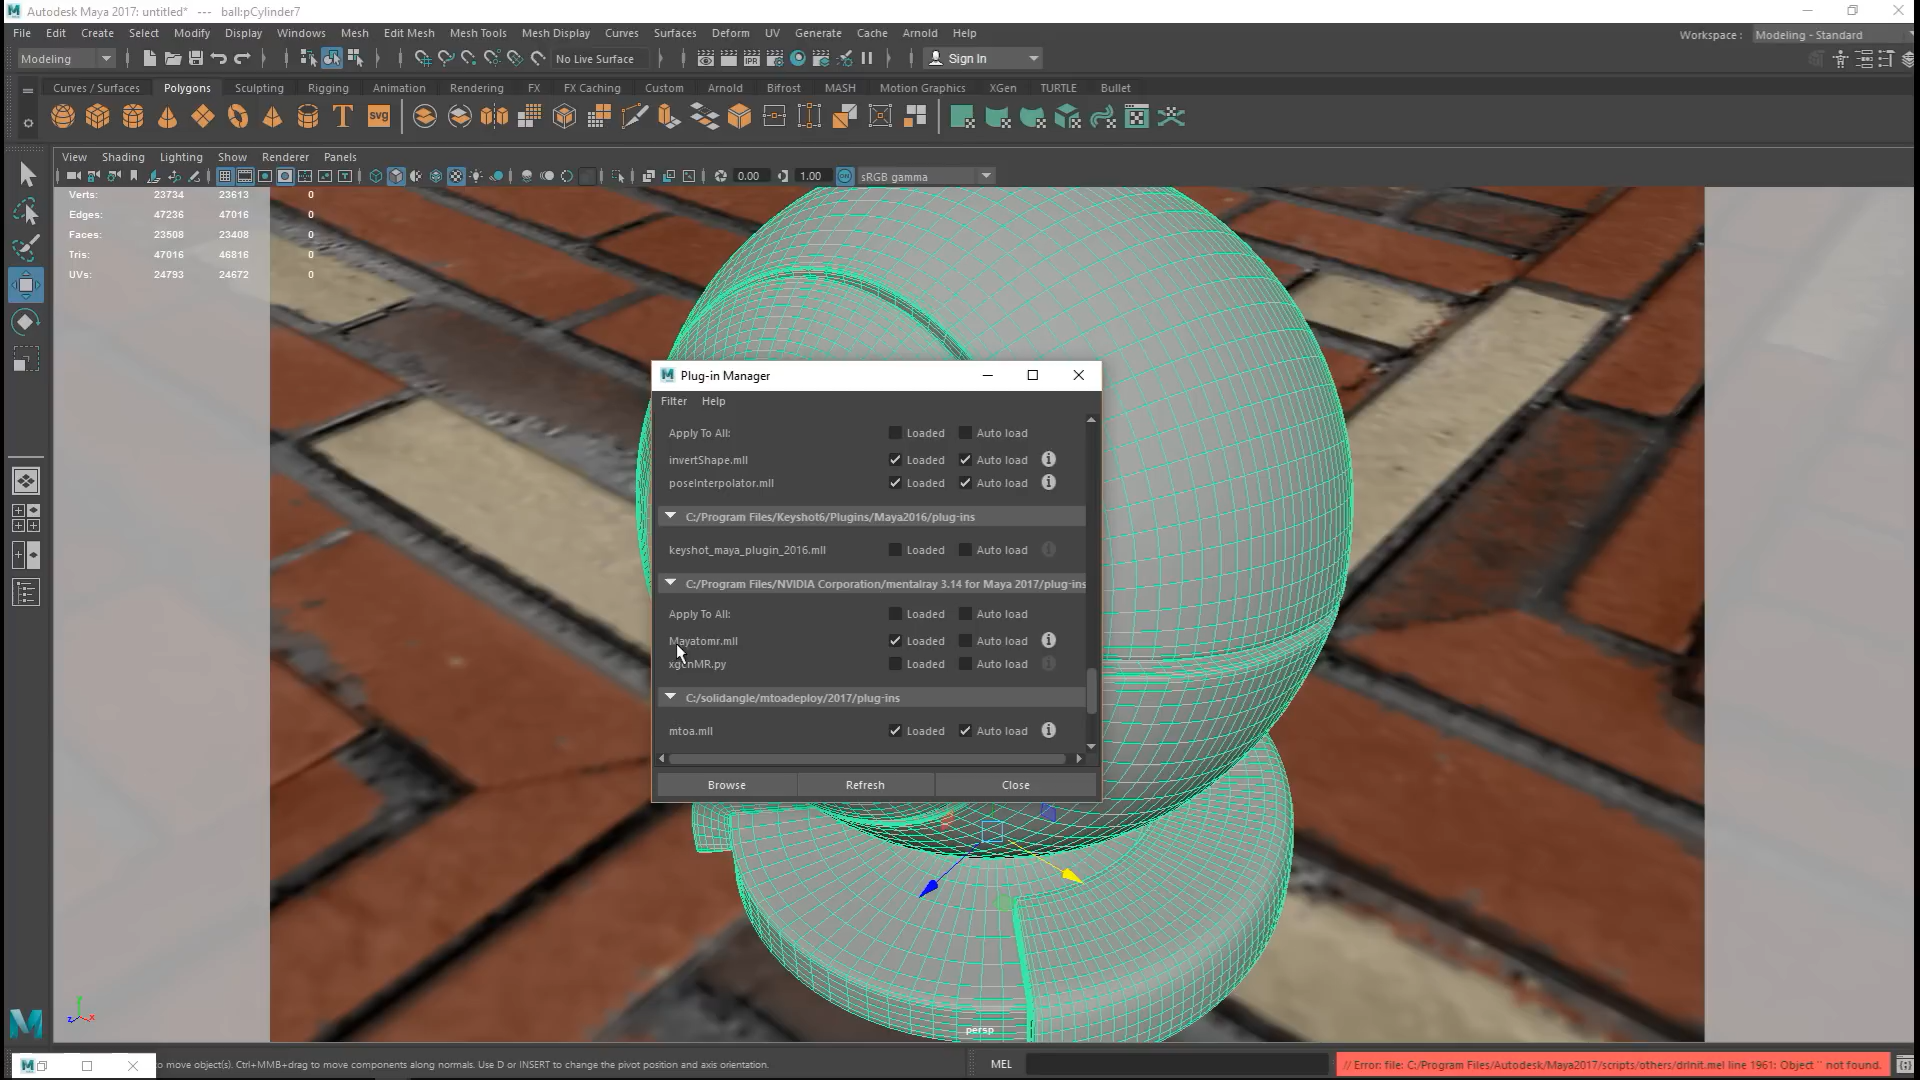 Autodesk Maya 2017: untitled* --- ball:pCylinder7
File Edit Create Select Modify Display Windows Mesh Edit Mesh Mesh Tools Mesh Display Curves Surfaces Deform UV Generate Cache Arnold Help
Workspace : Modeling - Standard
Modeling No Live Surface Sign In
Curves / Surfaces Polygons Sculpting Rigging Animation Rendering FX FX Caching Custom Arnold Bifrost MASH Motion Graphics XGen TURTLE Bullet
T svg
View Shading Lighting Show Renderer Panels
0.00 1.00 sRGB gamma
Verts: 23734 23613 0
Edges: 47236 47016 0
Faces: 23508 23408 0
Tris: 47016 46816 0
UVs: 24793 24672 0
Plug-in Manager
Filter Help
Apply To All: Loaded Auto load
invertShape.mll Loaded Auto load
poseInterpolator.mll Loaded Auto load
C:/Program Files/Keyshot6/Plugins/Maya2016/plug-ins
keyshot_maya_plugin_2016.mll Loaded Auto load
C:/Program Files/NVIDIA Corporation/mentalray 3.14 for Maya 2017/plug-ins
Apply To All: Loaded Auto load
Mayatomr.mll Loaded Auto load
xgenMR.py Loaded Auto load
C:/solidangle/mtoadeploy/2017/plug-ins
mtoa.mll Loaded Auto load
Browse Refresh Close
persp
to move object(s). Ctrl+MMB+drag to move components along normals. Use D or INSERT to change the pivot position and axis orientation.
MEL
// Error: file: C:/Program Files/Autodesk/Maya2017/scripts/others/drInit.mel line 1961: Object '' not found.